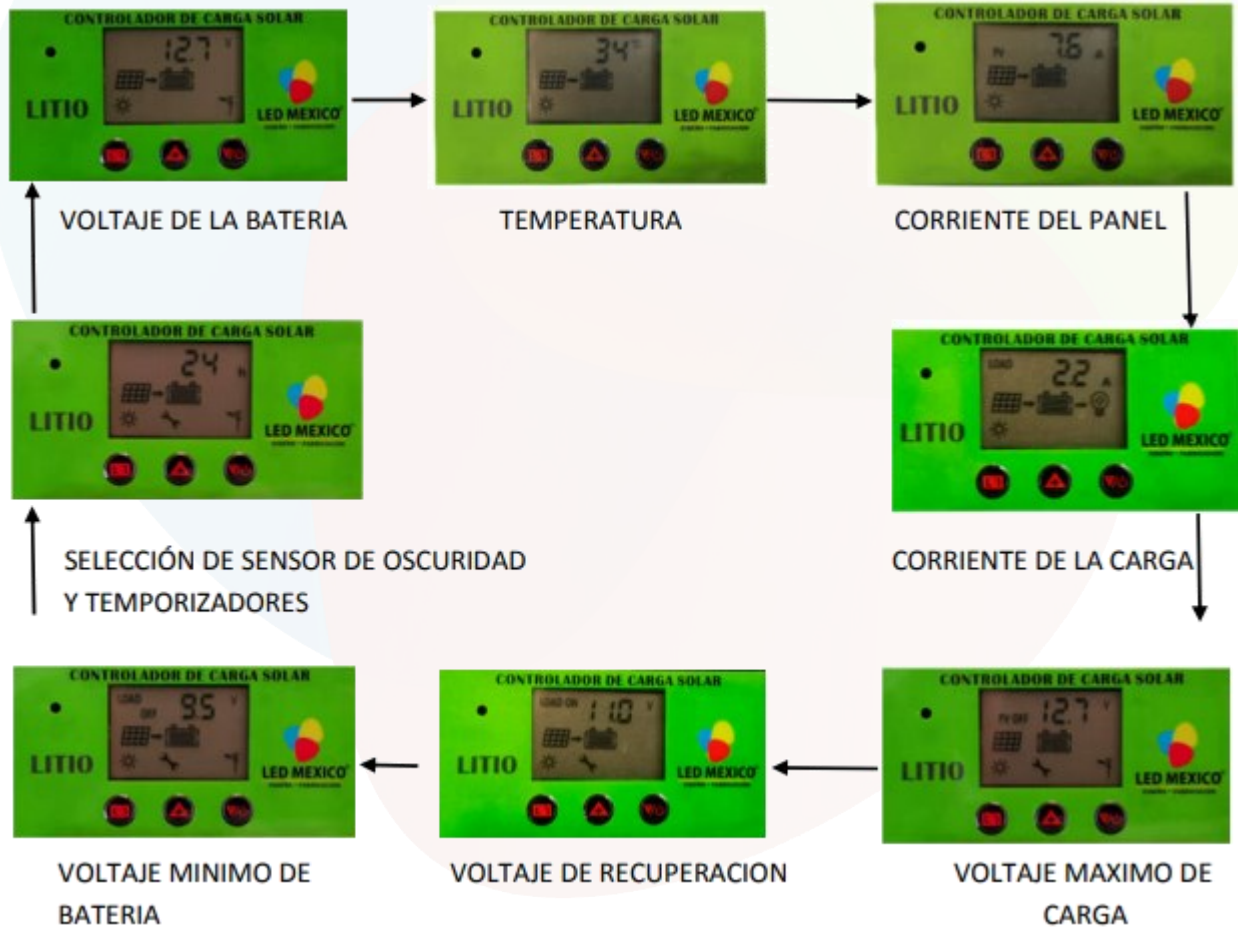 CONTROLADOR DE CARGA SOLAR
12.7 V
LITIO
LED MEXICO
VOLTAJE DE LA BATERIA
CONTROLADOR DE CARGA SOLAR
34
LITIO
LED MEXICO
TEMPERATURA
CONTROLADOR DE CARGA SOLAR
PV 7.6 A
LITIO
LED MEXICO
CORRIENTE DEL PANEL
CONTROLADOR DE CARGA SOLAR
24 h
LITIO
LED MEXICO
SELECCIÓN DE SENSOR DE OSCURIDAD
Y TEMPORIZADORES
CONTROLADOR DE CARGA SOLAR
LOAD 2.2 A
LITIO
LED MEXICO
CORRIENTE DE LA CARGA
CONTROLADOR DE CARGA SOLAR
LOAD OFF 9.5 V
LITIO
LED MEXICO
VOLTAJE MINIMO DE
BATERIA
CONTROLADOR DE CARGA SOLAR
LOAD ON 11.0 V
LITIO
LED MEXICO
VOLTAJE DE RECUPERACION
CONTROLADOR DE CARGA SOLAR
PV OFF 12.7 V
LITIO
LED MEXICO
VOLTAJE MAXIMO DE
CARGA